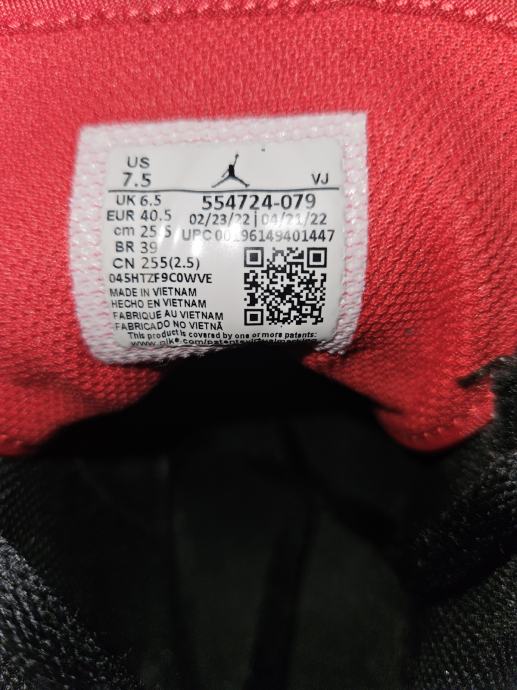 US
7.5
VJ
UK 6.5
554724-079
EUR 40.5
02/23/22 | 04/21/22
cm 25.5
UPC 00196149401447
BR 39
CN 255(2.5)
045HTZF9C0WVE
MADE IN VIETNAM
HECHO EN VIETNAM
FABRIQUE AU VIETNAM
FABRICADO NO VIETNÃ
This product is covered by one or more patents: